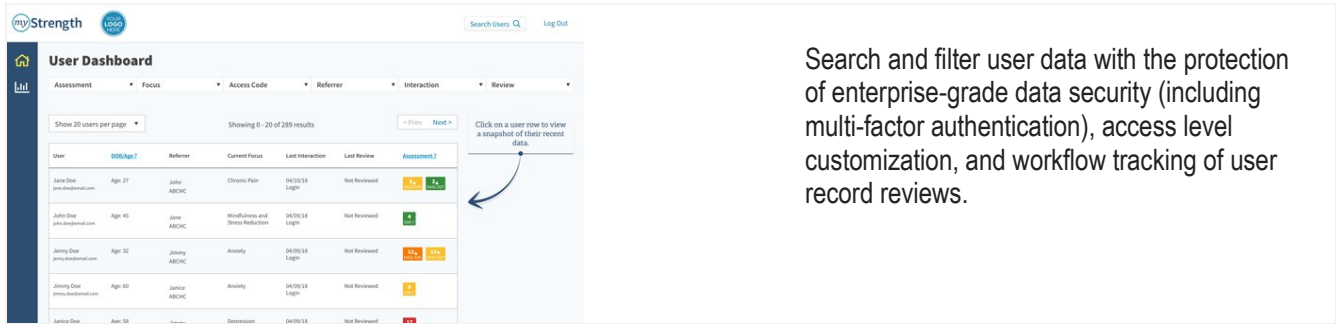 myStrength
YOUR LOGO HERE
Search Users
Log Out
User Dashboard
Assessment Focus Access Code Referrer Interaction Review
Show 20 users per page
Showing 0 - 20 of 289 results
< Prev Next >
Click on a user row to view
a snapshot of their recent
data.
User DOB/Age ? Referrer Current Focus Last Interaction Last Review Assessment ?
Jane Doe Age: 27 John Chronic Pain 04/10/18 Not Reviewed
jane.doe@email.com ABCHC Login
John Doe Age: 45 Jane Mindfulness and 04/09/18 Not Reviewed 4
john.doe@email.com ABCHC Stress Reduction Login
Jenny Doe Age: 32 Jimmy Anxiety 04/09/18 Not Reviewed
jenny.doe@email.com ABCHC Login
Jimmy Doe Age: 60 Janice Anxiety 04/09/18 Not Reviewed
jimmy.doe@email.com ABCHC Login
Janice Doe Age: 58 Jimmy Depression 04/09/18 Not Reviewed
Search and filter user data with the protection
of enterprise-grade data security (including
multi-factor authentication), access level
customization, and workflow tracking of user
record reviews.